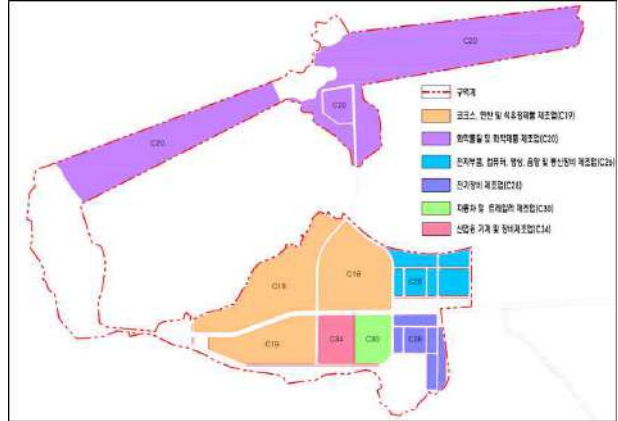 C20
구역계
코크스, 연탄 및 석유정제품 제조업(C19)
C20
화학물질 및 화학제품 제조업(C20)
C20
전자부품, 컴퓨터, 영상, 음향 및 통신장비 제조업(C26)
전기장비 제조업(C28)
자동차 및 트레일러 제조업(C30)
산업용 기계 및 장비제조업(C34)
C19
C19
C26
C19
C34
C30
C28